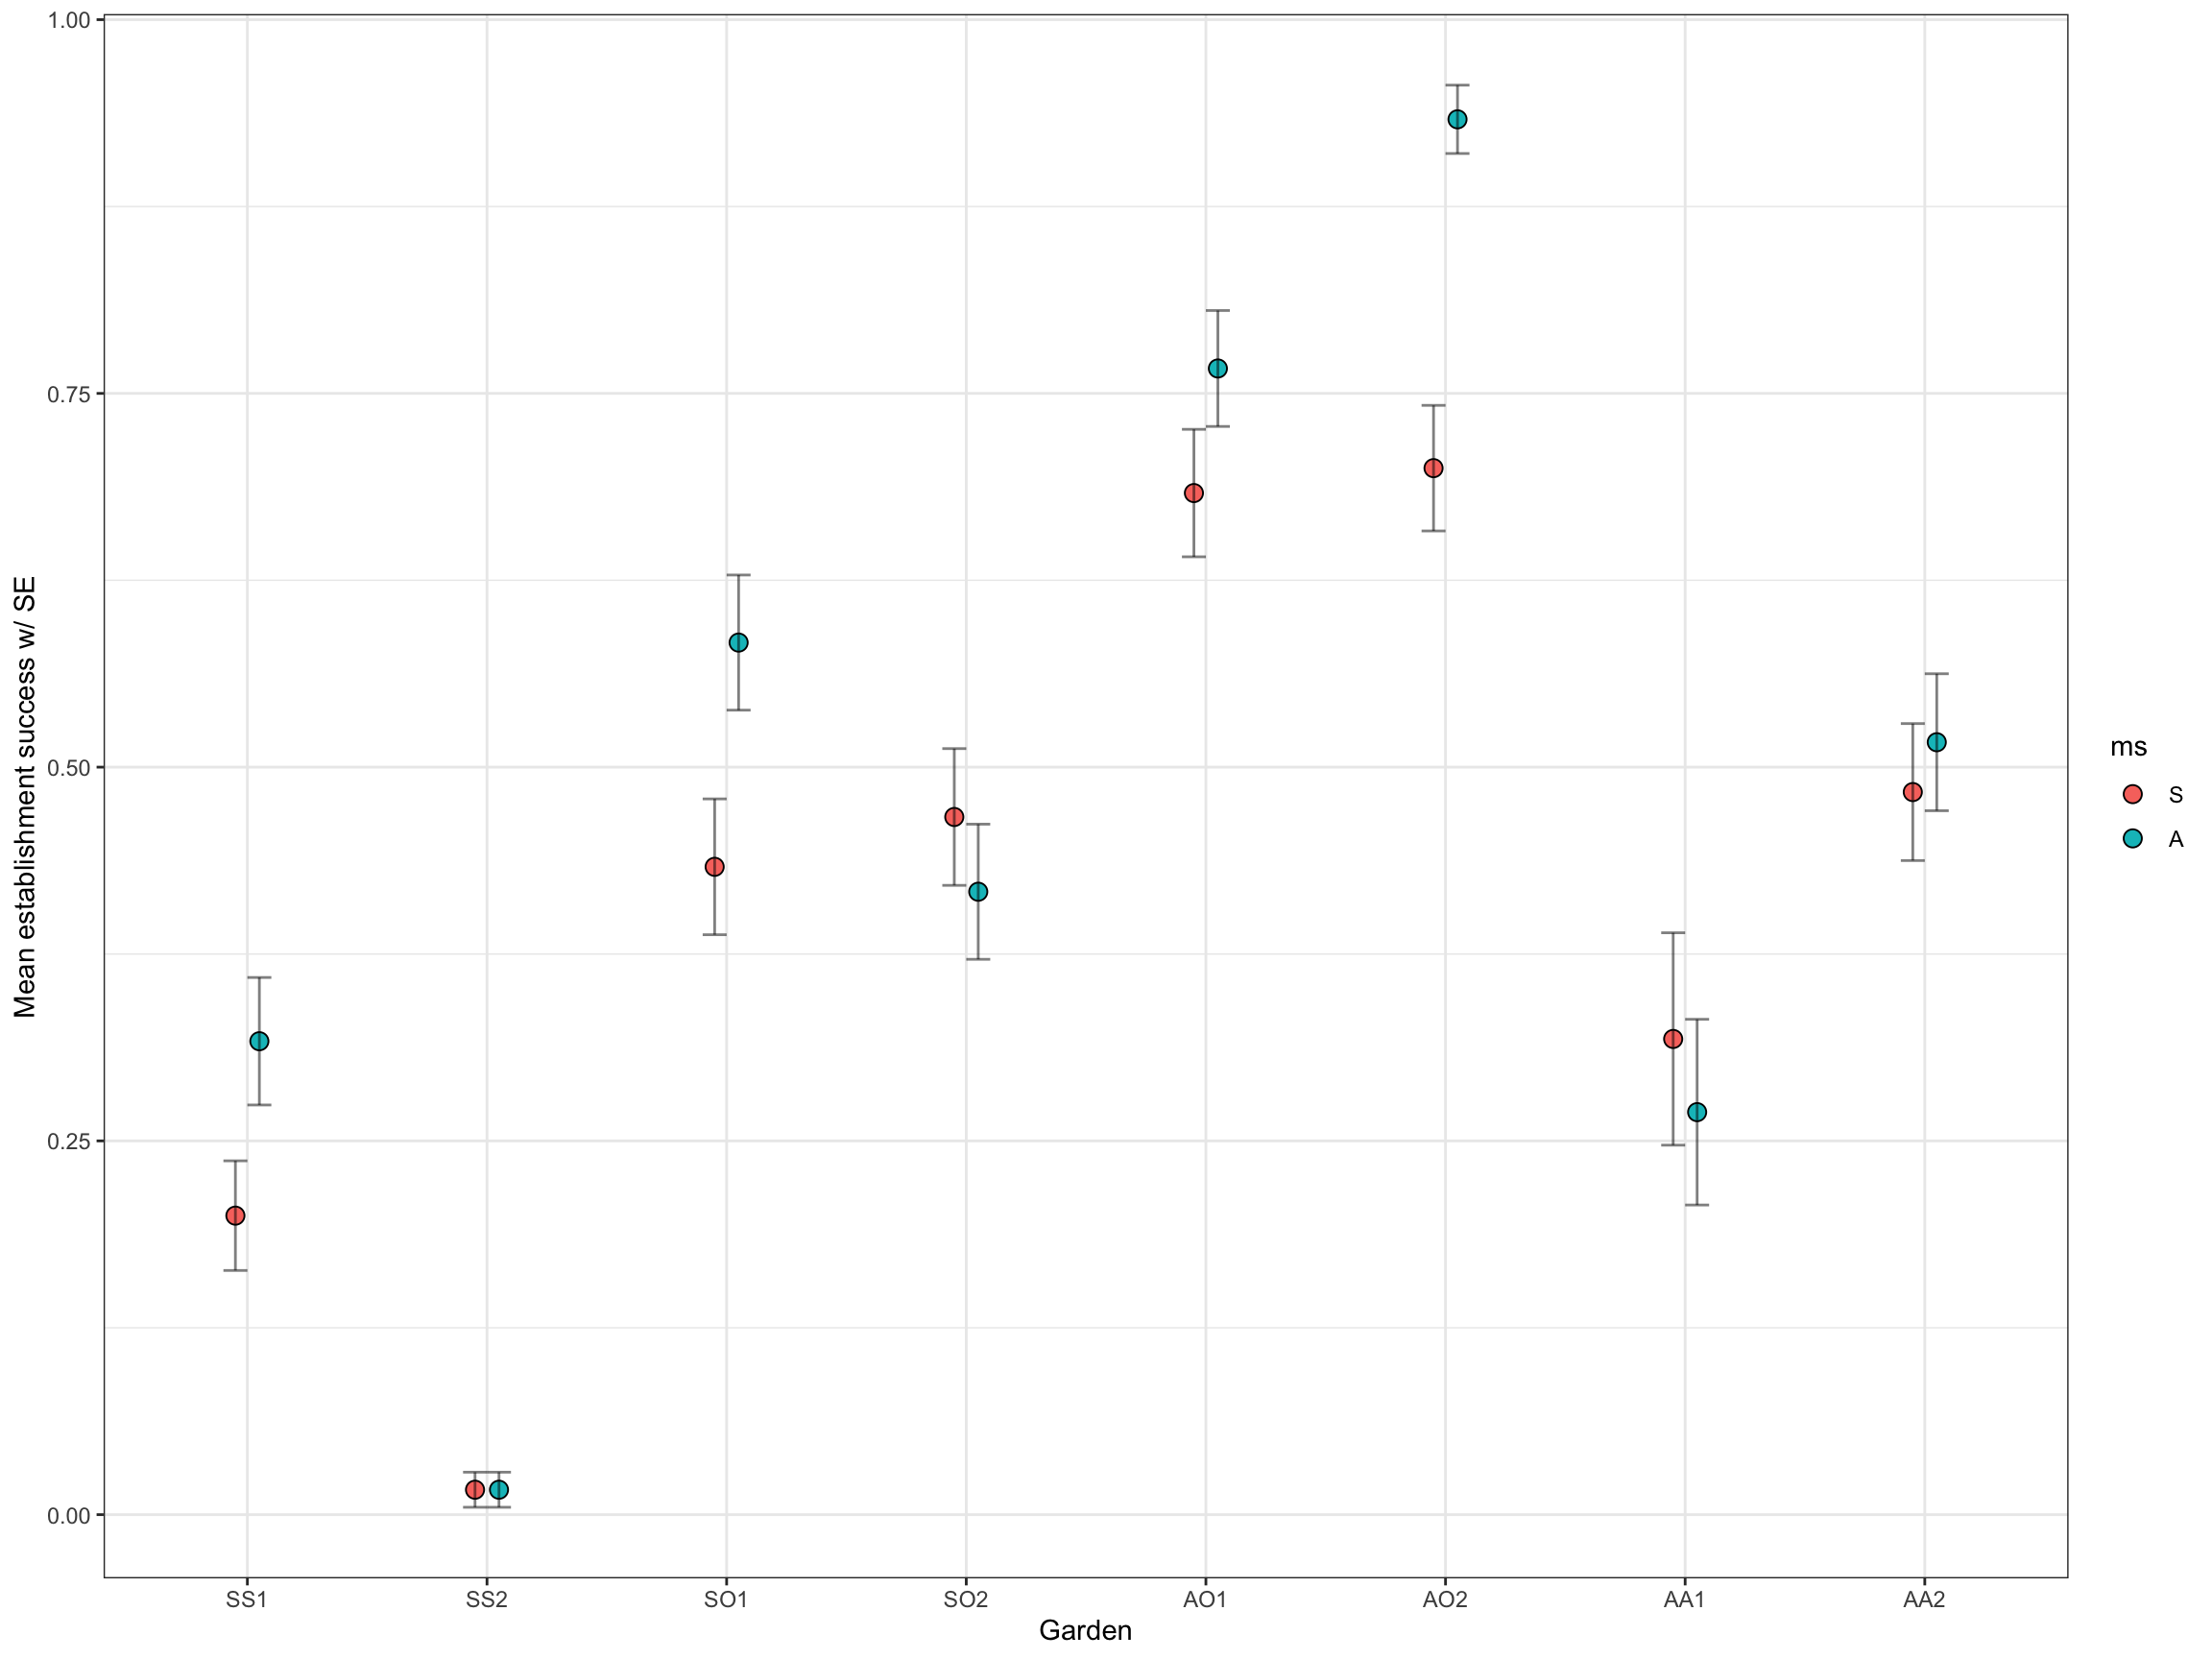 1.00
0.75
0.50
0.25
0.00
Mean establishment success w/ SE
SS1 SS2 SO1 SO2 AO1 AO2 AA1 AA2
Garden
ms
S
A